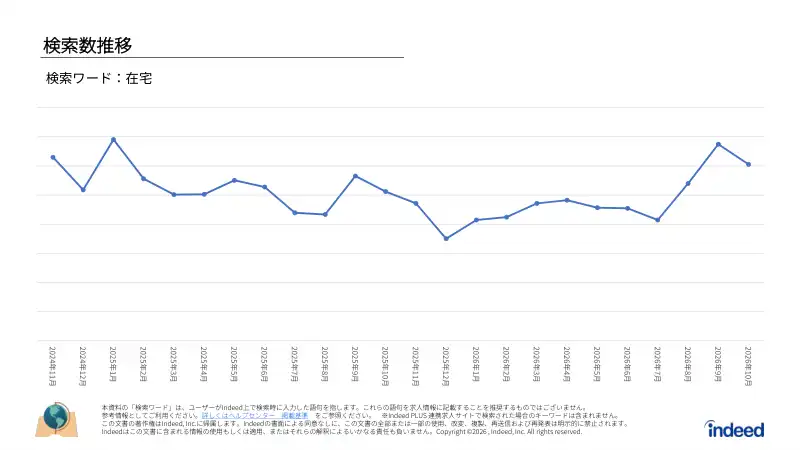 検索数推移
検索ワード：在宅
2024年11月
2024年12月
2025年1月
2025年2月
2025年3月
2025年4月
2025年5月
2025年6月
2025年7月
2025年8月
2025年9月
2025年10月
2025年11月
2025年12月
2026年1月
2026年2月
2026年3月
2026年4月
2026年5月
2026年6月
2026年7月
2026年8月
2026年9月
2026年10月
本資料の「検索ワード」は、ユーザーがIndeed上で検索時に入力した語句を指します。これらの語句を求人情報に記載することを推奨するものではございません。
参考情報としてご利用ください。詳しくはヘルプセンター　掲載基準　をご参照ください。　※Indeed PLUS 連携求人サイトで検索された場合のキーワードは含まれません。
この文書の著作権はIndeed, Inc.に帰属します。Indeedの書面による同意なしに、この文書の全部または一部の使用、改変、複製、再送信および再発表は明示的に禁止されます。
Indeedはこの文書に含まれる情報の使用もしくは適用、またはそれらの解釈によるいかなる責任も負いません。Copyright ©2026 , Indeed, Inc. All rights reserved.
indeed